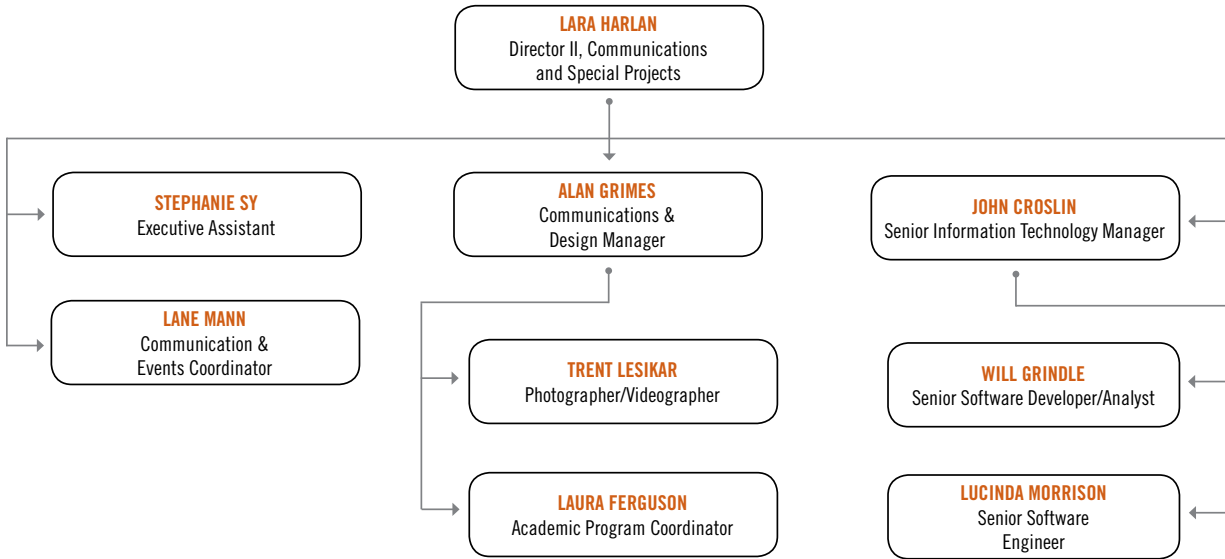 LARA HARLAN
Director II, Communications
and Special Projects
STEPHANIE SY
Executive Assistant
ALAN GRIMES
Communications &
Design Manager
JOHN CROSLIN
Senior Information Technology Manager
LANE MANN
Communication &
Events Coordinator
TRENT LESIKAR
Photographer/Videographer
WILL GRINDLE
Senior Software Developer/Analyst
LAURA FERGUSON
Academic Program Coordinator
LUCINDA MORRISON
Senior Software
Engineer